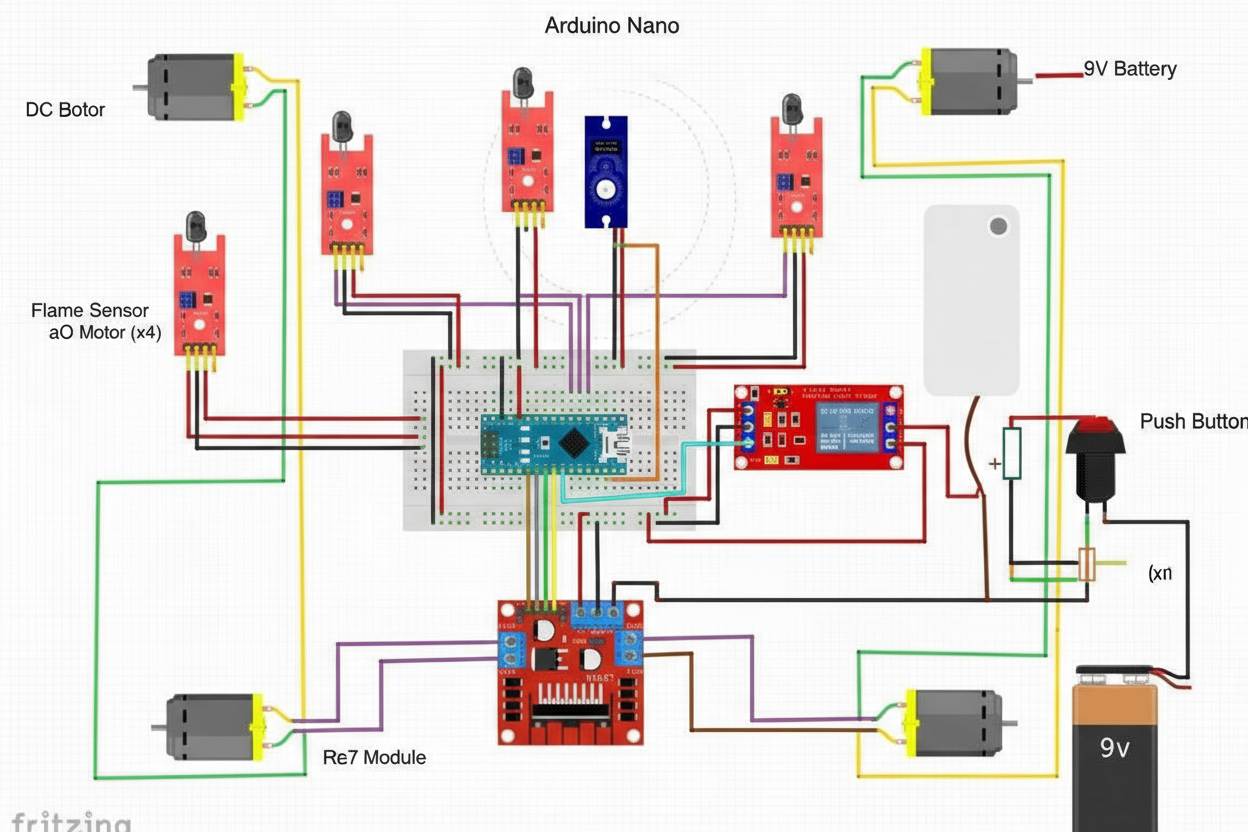 Arduino Nano
9V Battery
DC Botor
Flame Sensor
aO Motor (x4)
Push Button
(xn
Re7 Module
9v
fritzing